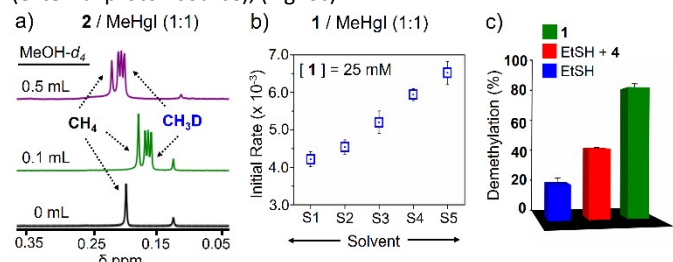 a) 2 / MeHgI (1:1)
MeOH-d4
0.5 mL
CH4
CH3D
0.1 mL
0 mL
0.35 0.25 0.15 0.05
δ ppm
b) 1 / MeHgI (1:1)
[ 1 ] = 25 mM
Initial Rate (x 10-3)
7.0
6.0
5.0
4.0
3.0
S1 S2 S3 S4 S5
Solvent
c)
1
EtSH + 4
EtSH
Demethylation (%)
100
80
60
40
20
0